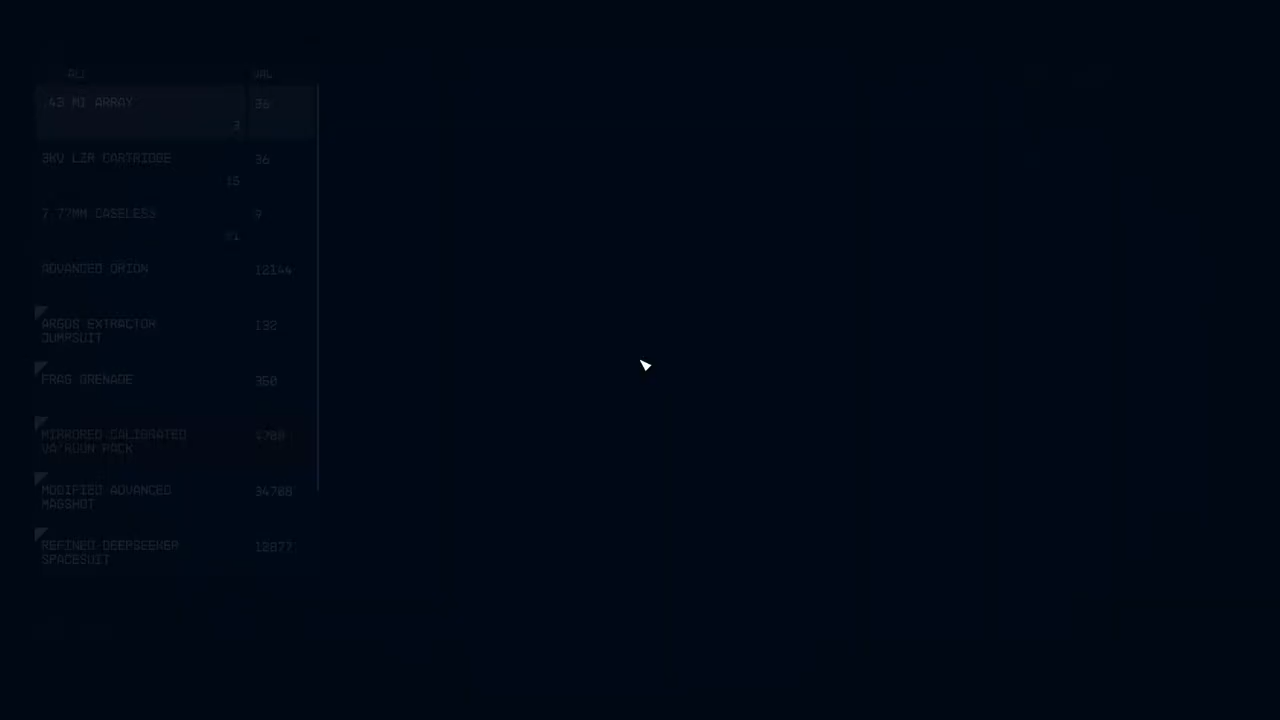 ALL
VAL
.43 MI ARRAY
36
3
3KV LZR CARTRIDGE
36
15
7.77MM CASELESS
9
ADVANCED ORION
12144
ARGOS EXTRACTOR
JUMPSUIT
132
FRAG GRENADE
360
MIRRORED CALIBRATED
VA'RUUN PACK
MODIFIED ADVANCED
MAGSHOT
34788
REFINED DEEPSEEKER
SPACESUIT
12877